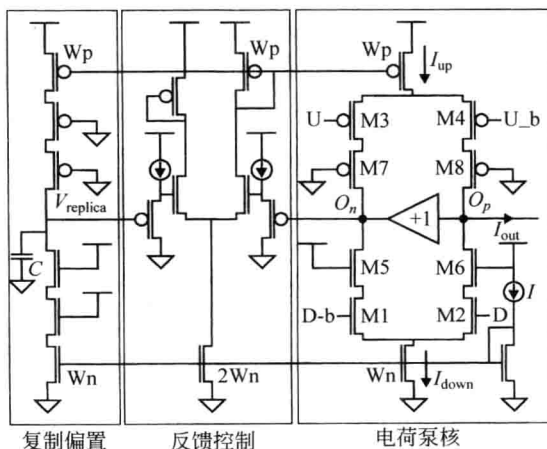 Wp
Wp
Wp
I_up
U
M3
M4
U_b
M7
M8
V_replica
O_n
+1
O_p
I_out
C
M5
M6
I
D-b
M1
M2
D
Wn
2Wn
Wn
I_down
复制偏置
反馈控制
电荷泵核